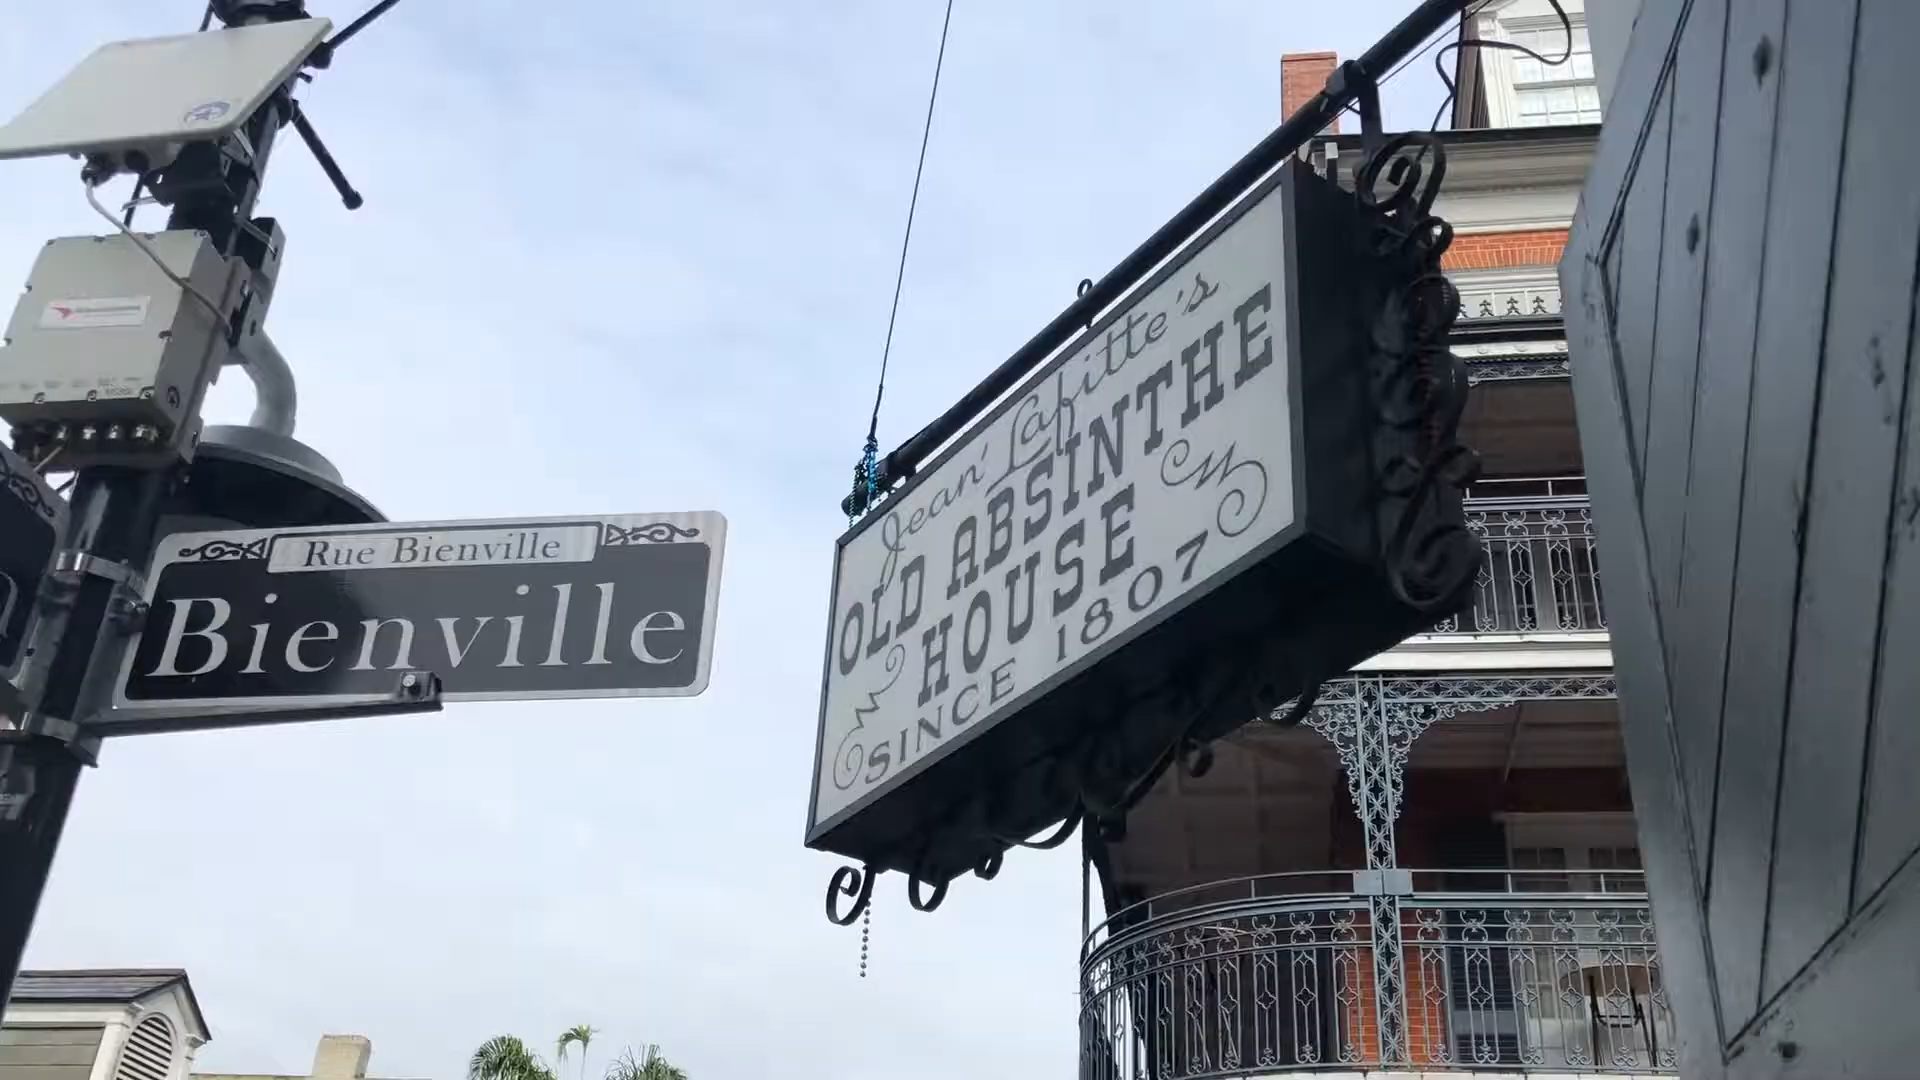 Rue Bienville
Bienville
Jean Lafitte's
OLD ABSINTHE
HOUSE
SINCE 1807